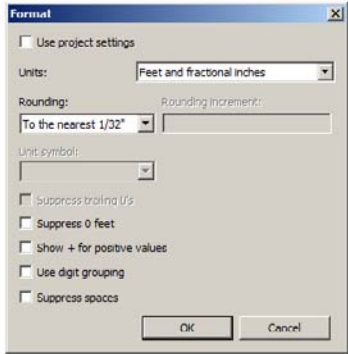 Format
Use project settings
Units: Feet and fractional inches
Rounding: Rounding increment:
To the nearest 1/32"
Unit symbol:
Suppress trailing 0's
Suppress 0 feet
Show + for positive values
Use digit grouping
Suppress spaces
OK Cancel